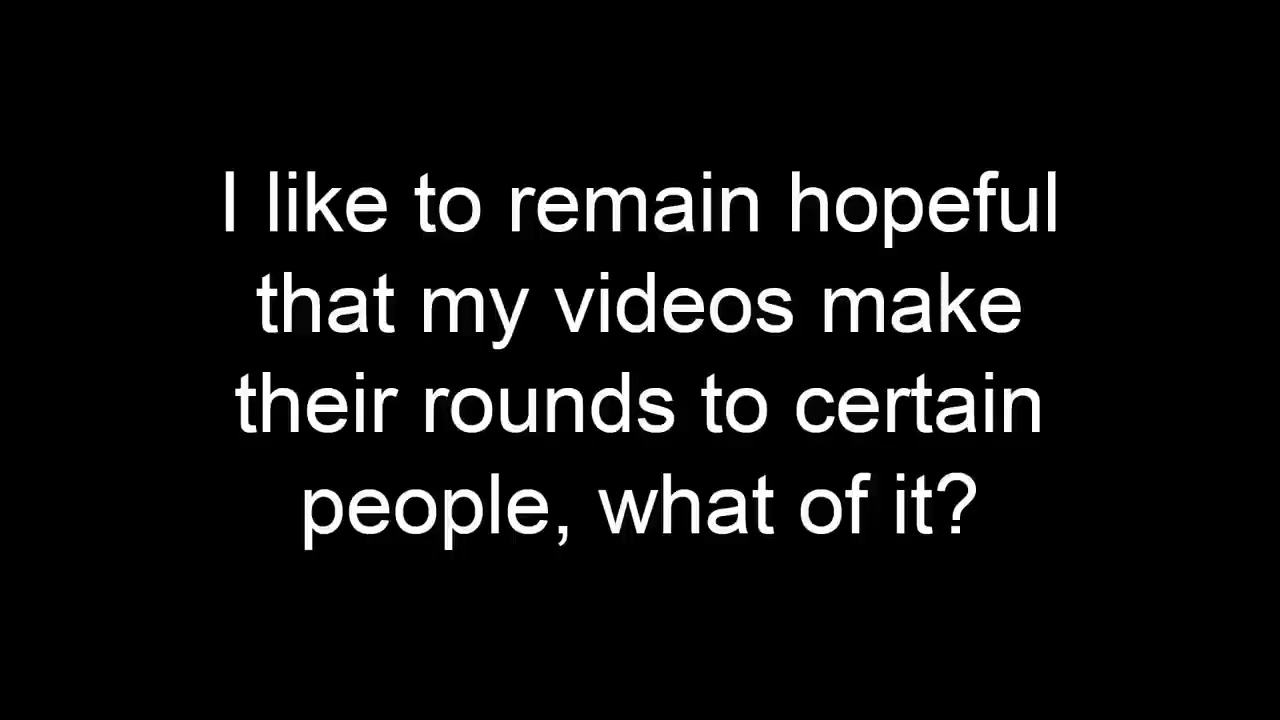 I like to remain hopeful
that my videos make
their rounds to certain
people, what of it?